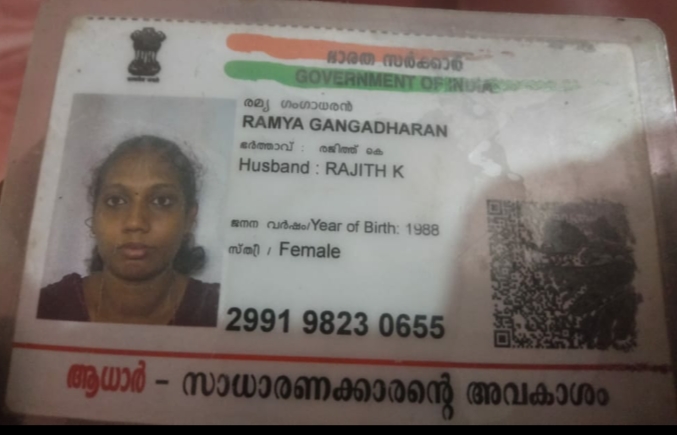 ഭാരത സർക്കാർ
GOVERNMENT OF INDIA
രമ്യ ഗംഗാധരൻ
RAMYA GANGADHARAN
ഭർത്താവ് : രജിത്ത് കെ
Husband : RAJITH K
ജനന വർഷം/Year of Birth: 1988
സ്ത്രീ / Female
2991 9823 0655
ആധാർ – സാധാരണക്കാരന്റെ അവകാശം